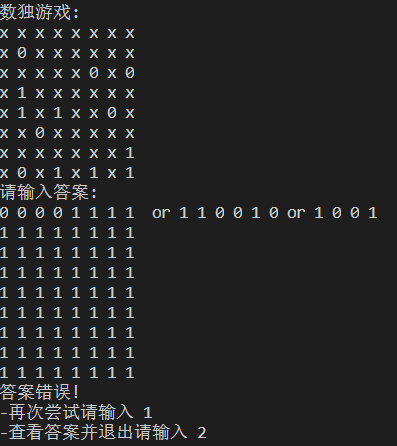 数独游戏:
x x x x x x x x
x 0 x x x x x x
x x x x x 0 x 0
x 1 x x x x x x
x 1 x 1 x x 0 x
x x 0 x x x x x
x x x x x x x 1
x 0 x 1 x 1 x 1
请输入答案:
0 0 0 0 1 1 1 1 or 1 1 0 0 1 0 or 1 0 0 1
1 1 1 1 1 1 1 1
1 1 1 1 1 1 1 1
1 1 1 1 1 1 1 1
1 1 1 1 1 1 1 1
1 1 1 1 1 1 1 1
1 1 1 1 1 1 1 1
1 1 1 1 1 1 1 1
1 1 1 1 1 1 1 1
答案错误!
-再次尝试请输入 1
-查看答案并退出请输入 2